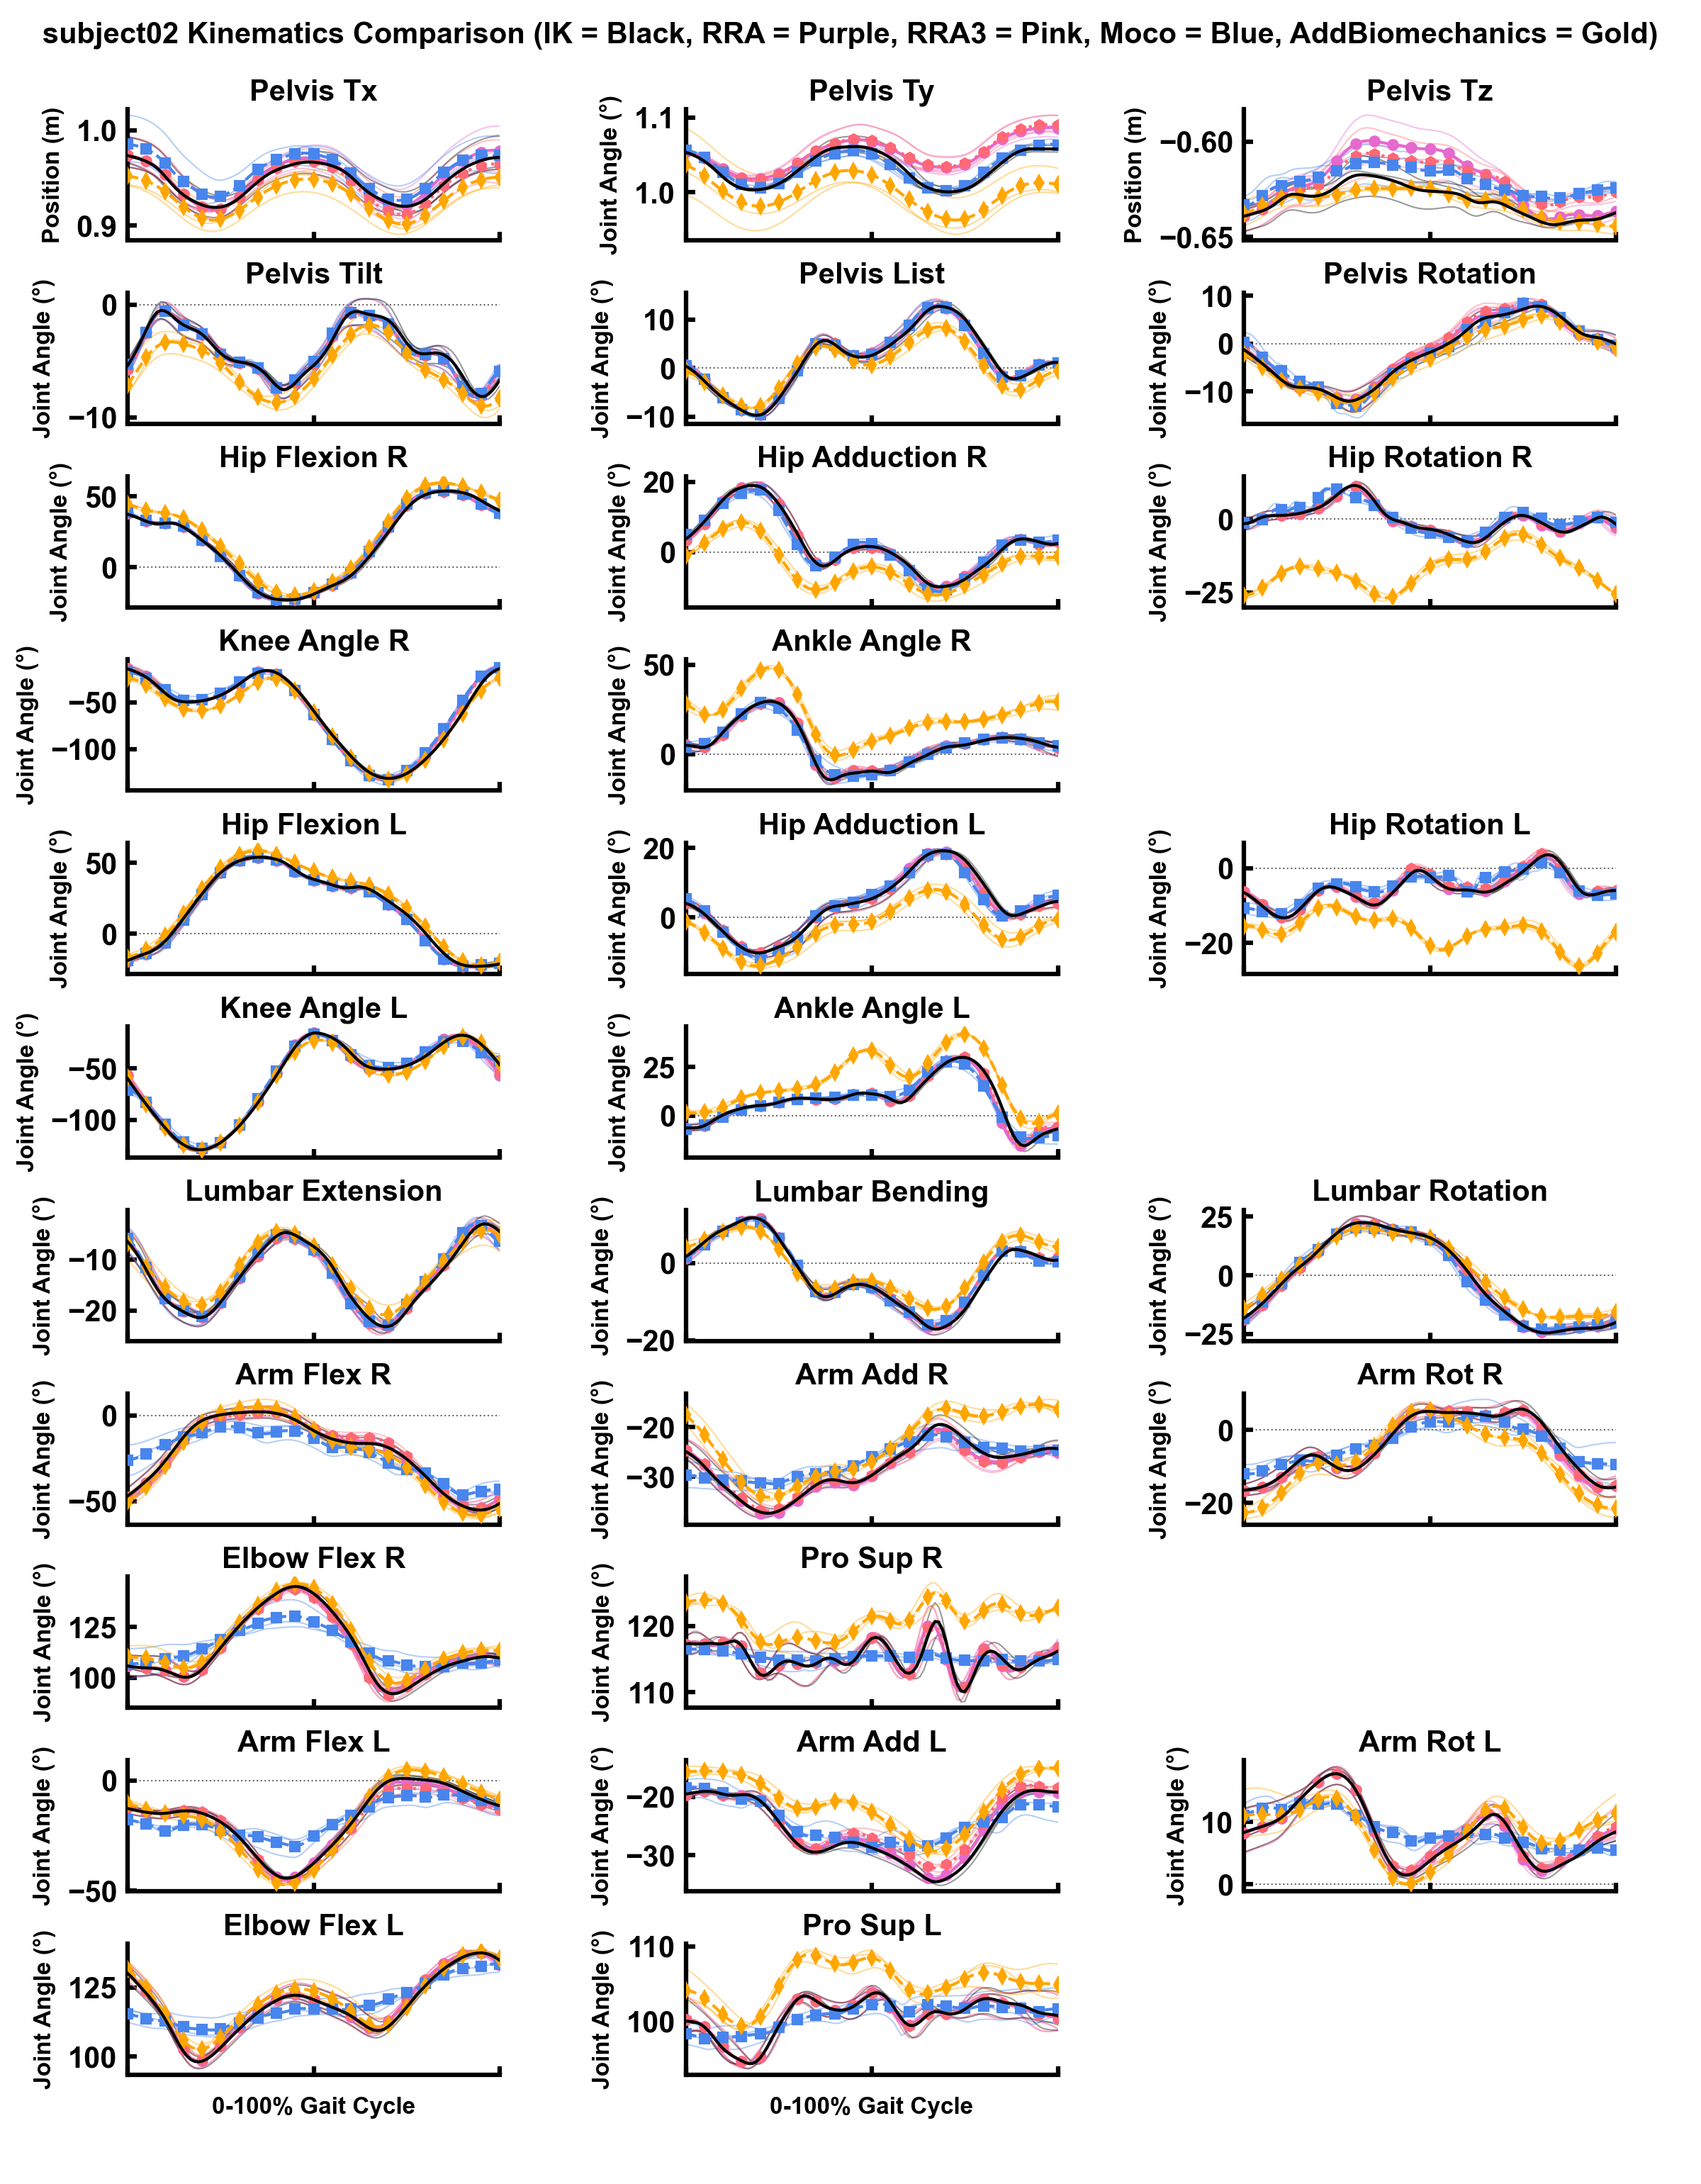 subject02 Kinematics Comparison (IK = Black, RRA = Purple, RRA3 = Pink, Moco = Blue, AddBiomechanics = Gold)
Pelvis Tx
Position (m)
1.0
0.9
Pelvis Ty
Joint Angle (°)
1.1
1.0
Pelvis Tz
Position (m)
−0.60
−0.65
Pelvis Tilt
Joint Angle (°)
0
−10
Pelvis List
Joint Angle (°)
10
0
−10
Pelvis Rotation
Joint Angle (°)
10
0
−10
Hip Flexion R
Joint Angle (°)
50
0
Hip Adduction R
Joint Angle (°)
20
0
Hip Rotation R
Joint Angle (°)
0
−25
Knee Angle R
Joint Angle (°)
−50
−100
Ankle Angle R
Joint Angle (°)
50
0
Hip Flexion L
Joint Angle (°)
50
0
Hip Adduction L
Joint Angle (°)
20
0
Hip Rotation L
Joint Angle (°)
0
−20
Knee Angle L
Joint Angle (°)
−50
−100
Ankle Angle L
Joint Angle (°)
25
0
Lumbar Extension
Joint Angle (°)
−10
−20
Lumbar Bending
Joint Angle (°)
0
−20
Lumbar Rotation
Joint Angle (°)
25
0
−25
Arm Flex R
Joint Angle (°)
0
−50
Arm Add R
Joint Angle (°)
−20
−30
Arm Rot R
Joint Angle (°)
0
−20
Elbow Flex R
Joint Angle (°)
125
100
Pro Sup R
Joint Angle (°)
120
110
Arm Flex L
Joint Angle (°)
0
−50
Arm Add L
Joint Angle (°)
−20
−30
Arm Rot L
Joint Angle (°)
10
0
Elbow Flex L
Joint Angle (°)
125
100
0-100% Gait Cycle
Pro Sup L
Joint Angle (°)
110
100
0-100% Gait Cycle